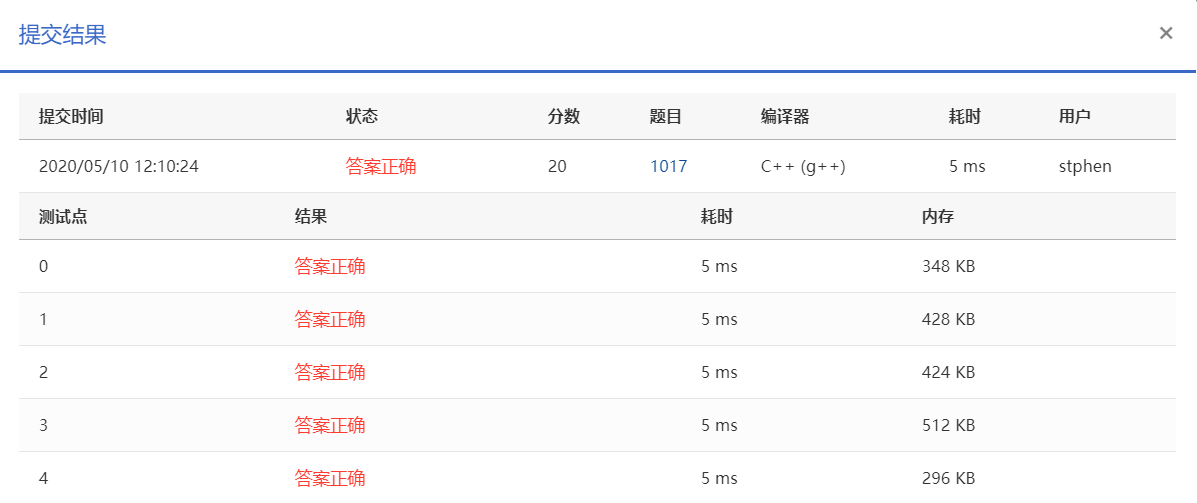 提交结果 ×
提交时间 状态 分数 题目 编译器 耗时 用户
2020/05/10 12:10:24 答案正确 20 1017 C++ (g++) 5 ms stphen
测试点 结果 耗时 内存
0 答案正确 5 ms 348 KB
1 答案正确 5 ms 428 KB
2 答案正确 5 ms 424 KB
3 答案正确 5 ms 512 KB
4 答案正确 5 ms 296 KB